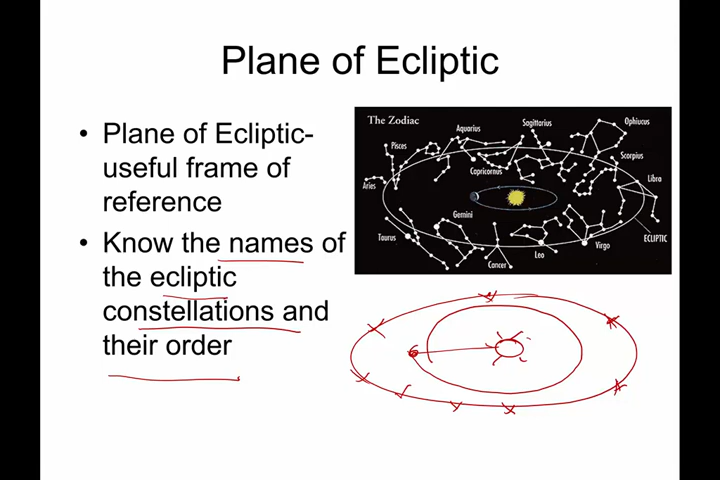 Plane of Ecliptic
• Plane of Ecliptic-
useful frame of
reference
• Know the names of
the ecliptic
constellations and
their order
The Zodiac
Aquarius
Sagittarius
Ophiucus
Pisces
Scorpius
Capricornus
Libra
Aries
Gemini
Taurus
Cancer
Leo
Virgo
ECLIPTIC